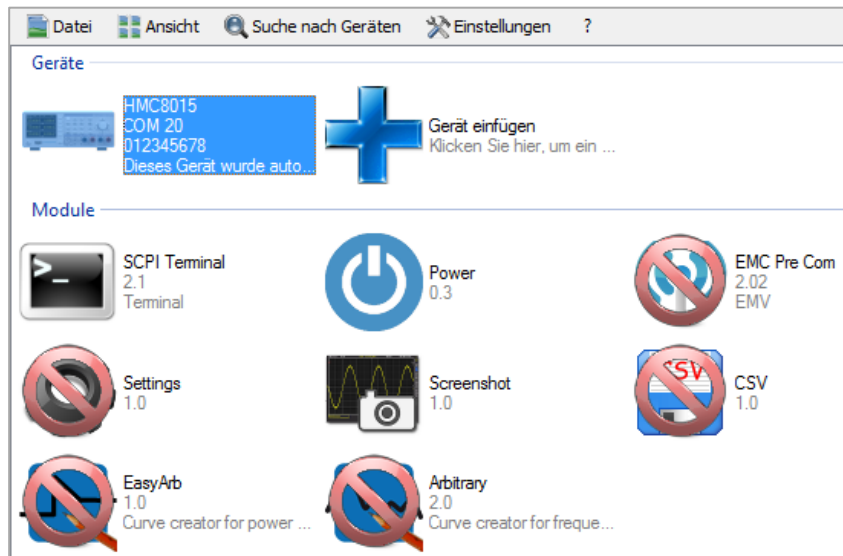 Datei Ansicht Suche nach Geräten Einstellungen ?
Geräte
HMC8015
COM 20
012345678
Dieses Gerät wurde auto...
Gerät einfügen
Klicken Sie hier, um ein ...
Module
SCPI Terminal
2.1
Terminal
Power
0.3
EMC Pre Com
2.02
EMV
Settings
1.0
Screenshot
1.0
CSV
CSV
1.0
EasyArb
1.0
Curve creator for power ...
Arbitrary
2.0
Curve creator for freque...